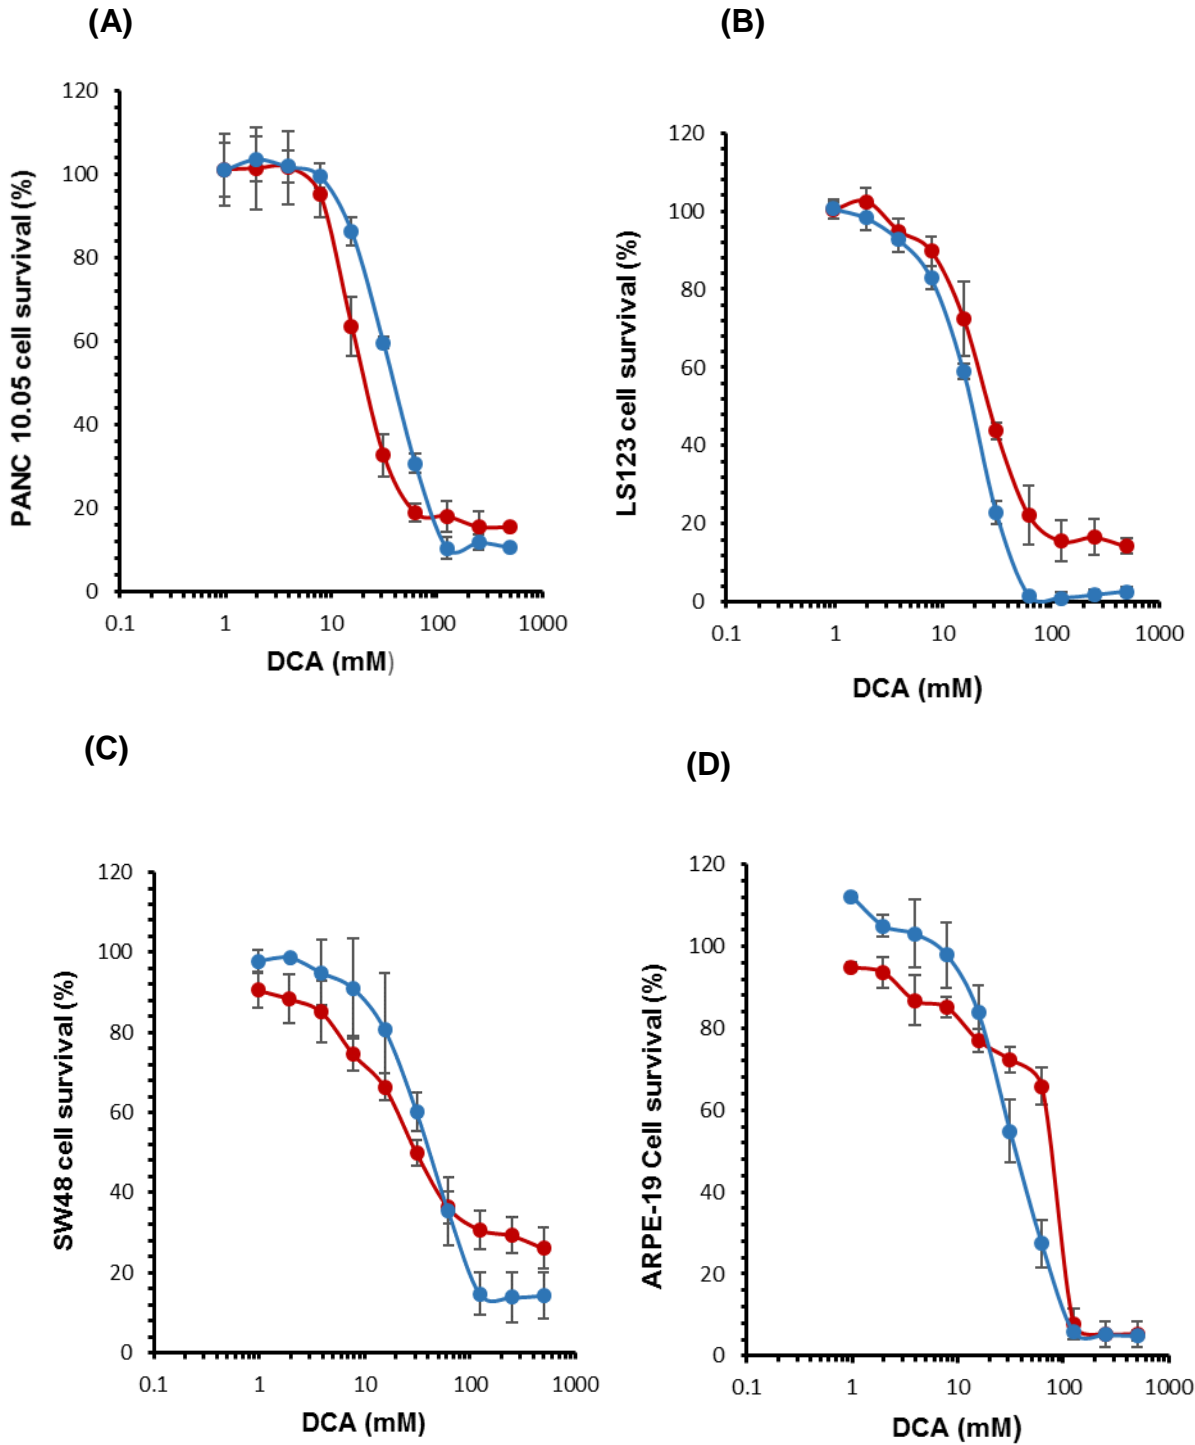 (A)
120
100
80
60
40
20
0
0.1 1 10 100 1000
PANC 10.05 cell survival (%)
DCA (mM)
(B)
120
100
80
60
40
20
0
0.1 1 10 100 1000
LS123 cell survival (%)
DCA (mM)
(C)
120
100
80
60
40
20
0
0.1 1 10 100 1000
SW48 cell survival (%)
DCA (mM)
(D)
120
100
80
60
40
20
0
0.1 1 10 100 1000
ARPE-19 Cell survival (%)
DCA (mM)